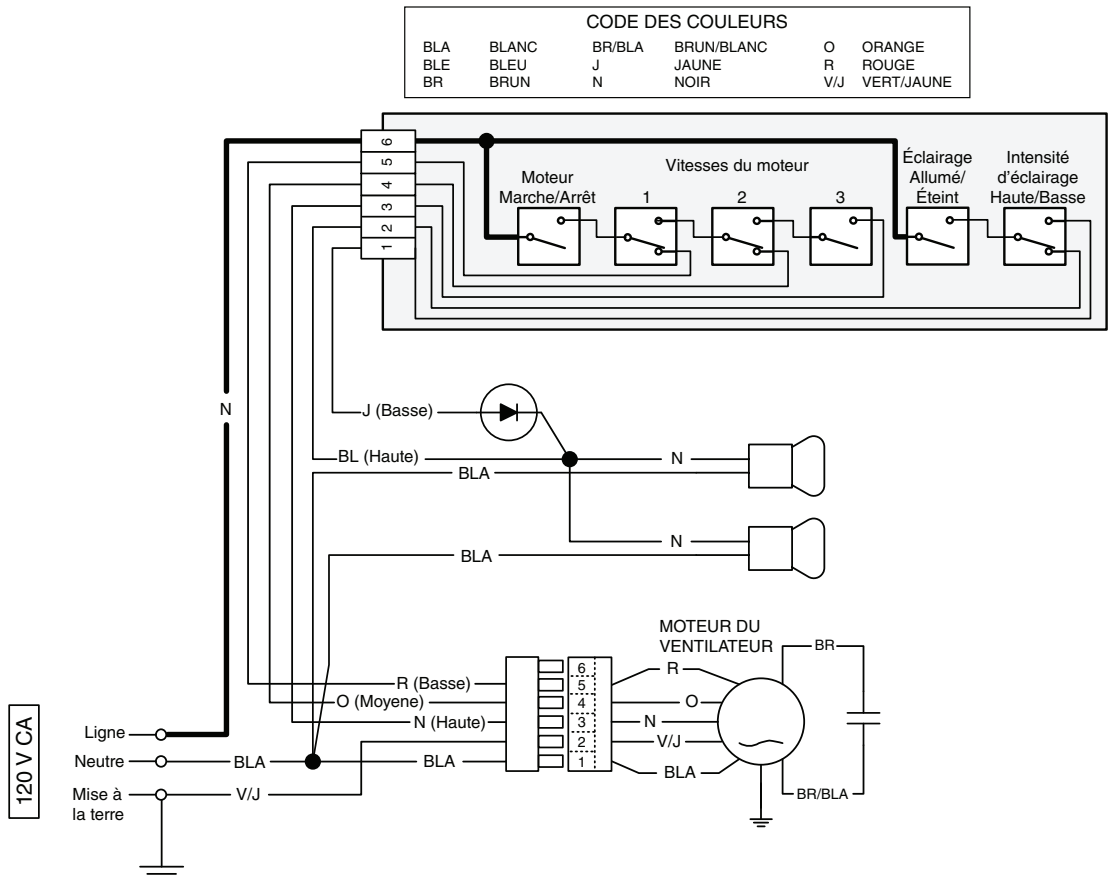 CODE DES COULEURS
BLA BLANC BR/BLA BRUN/BLANC O ORANGE
BLE BLEU J JAUNE R ROUGE
BR BRUN N NOIR V/J VERT/JAUNE
6
5
4
3
2
1
Moteur
Marche/Arrêt
Vitesses du moteur
1 2 3
Éclairage
Allumé/
Éteint
Intensité
d'éclairage
Haute/Basse
N
J (Basse)
BL (Haute)
N
BLA
N
BLA
MOTEUR DU
VENTILATEUR
BR
R (Basse)
O (Moyene)
N (Haute)
BLA
6
5
4
3
2
1
R
O
N
V/J
BLA
BR/BLA
120 V CA
Ligne
Neutre
BLA
Mise à
la terre
V/J